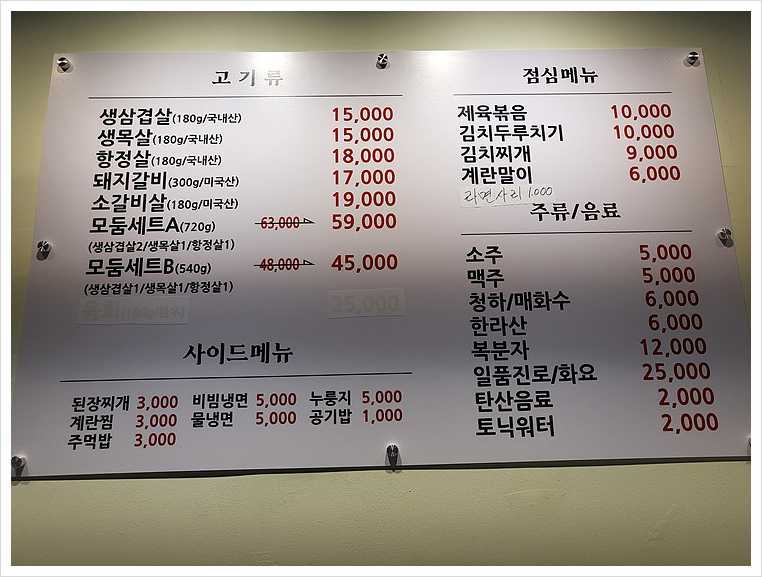 고기류
생삼겹살(180g/국내산) 15,000
생목살(180g/국내산) 15,000
항정살(180g/국내산) 18,000
돼지갈비(300g/미국산) 17,000
소갈비살(180g/미국산) 19,000
모둠세트A(720g) 63,000 59,000
(생삼겹살2/생목살1/항정살1)
모둠세트B(540g) 48,000 45,000
(생삼겹살1/생목살1/항정살1)
육회(180g/한우) 25,000
사이드메뉴
된장찌개 3,000 비빔냉면 5,000 누룽지 5,000
계란찜 3,000 물냉면 5,000 공기밥 1,000
주먹밥 3,000
점심메뉴
제육볶음 10,000
김치두루치기 10,000
김치찌개 9,000
계란말이 6,000
라면사리 1.000
주류/음료
소주 5,000
맥주 5,000
청하/매화수 6,000
한라산 6,000
복분자 12,000
일품진로/화요 25,000
탄산음료 2,000
토닉워터 2,000